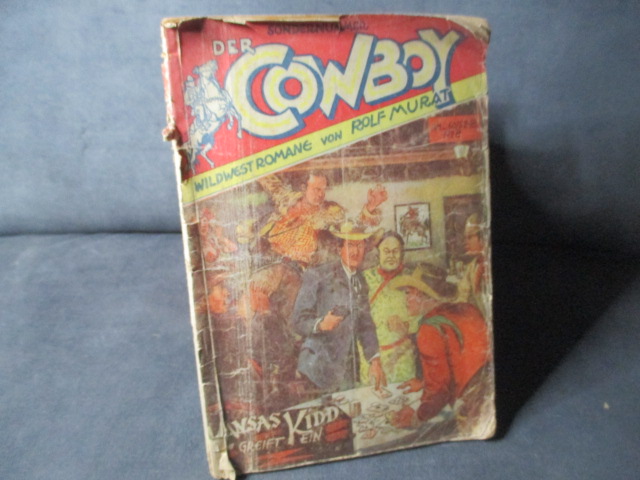 SONDERNUMMER
DER
COWBOY
WILDWESTROMANE VON ROLF MURAT
KANSAS KIDD
GREIFT EIN